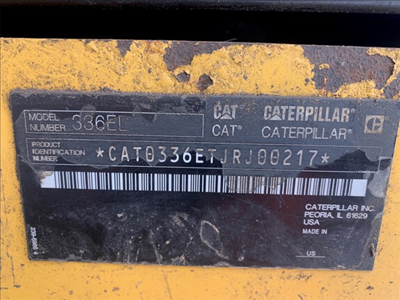 MODEL NUMBER 336EL
CAT CATERPILLAR
CAT® CATERPILLAR®
PRODUCT IDENTIFICATION NUMBER *CAT0336ETJRJ00217*
CATERPILLAR INC.
PEORIA, IL 61629
USA
MADE IN
US